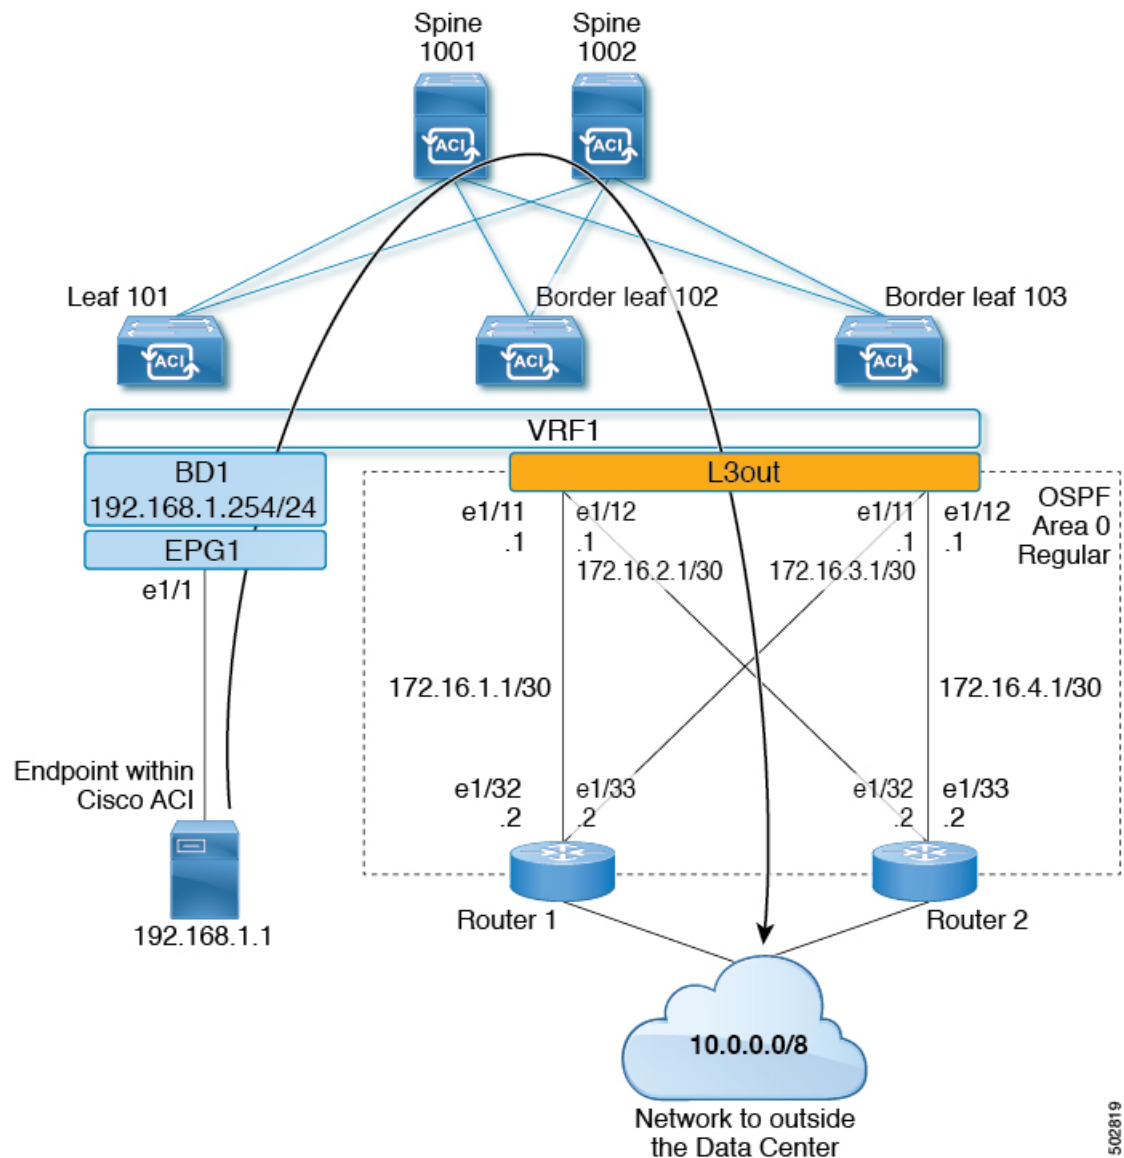 Spine
1001
Spine
1002
ACI
ACI
Leaf 101
Border leaf 102
Border leaf 103
ACI
ACI
ACI
VRF1
BD1
192.168.1.254/24
EPG1
e1/1
L3out
OSPF
Area 0
Regular
e1/11
.1
e1/12
.1
e1/11
.1
e1/12
.1
172.16.2.1/30
172.16.3.1/30
172.16.1.1/30
172.16.4.1/30
Endpoint within
Cisco ACI
192.168.1.1
e1/32
.2
e1/33
.2
e1/32
.2
e1/33
.2
Router 1
Router 2
10.0.0.0/8
Network to outside
the Data Center
502819